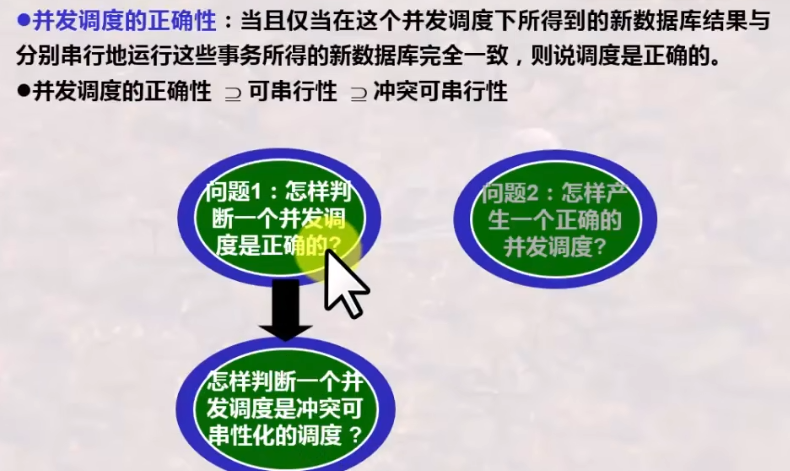 ●并发调度的正确性：当且仅当在这个并发调度下所得到的新数据库结果与
分别串行地运行这些事务所得的新数据库完全一致，则说调度是正确的。
●并发调度的正确性 ⊇ 可串行性 ⊇ 冲突可串行性
问题1：怎样判
断一个并发调
度是正确的？
问题2：怎样产
生一个正确的
并发调度？
怎样判断一个并
发调度是冲突可
串性化的调度？